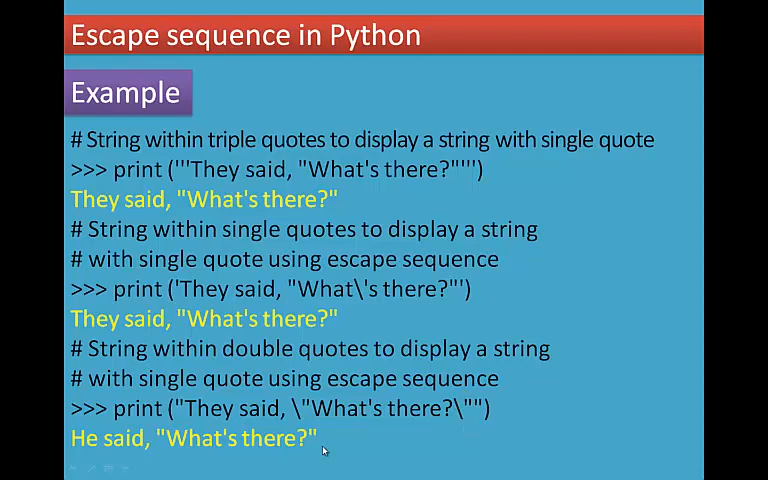 Escape sequence in Python
Example
# String within triple quotes to display a string with single quote
>>> print ('''They said, "What's there?"''')
They said, "What's there?"
# String within single quotes to display a string
# with single quote using escape sequence
>>> print ('They said, "What\'s there?"')
They said, "What's there?"
# String within double quotes to display a string
# with single quote using escape sequence
>>> print ("They said, \"What's there?\"")
He said, "What's there?"